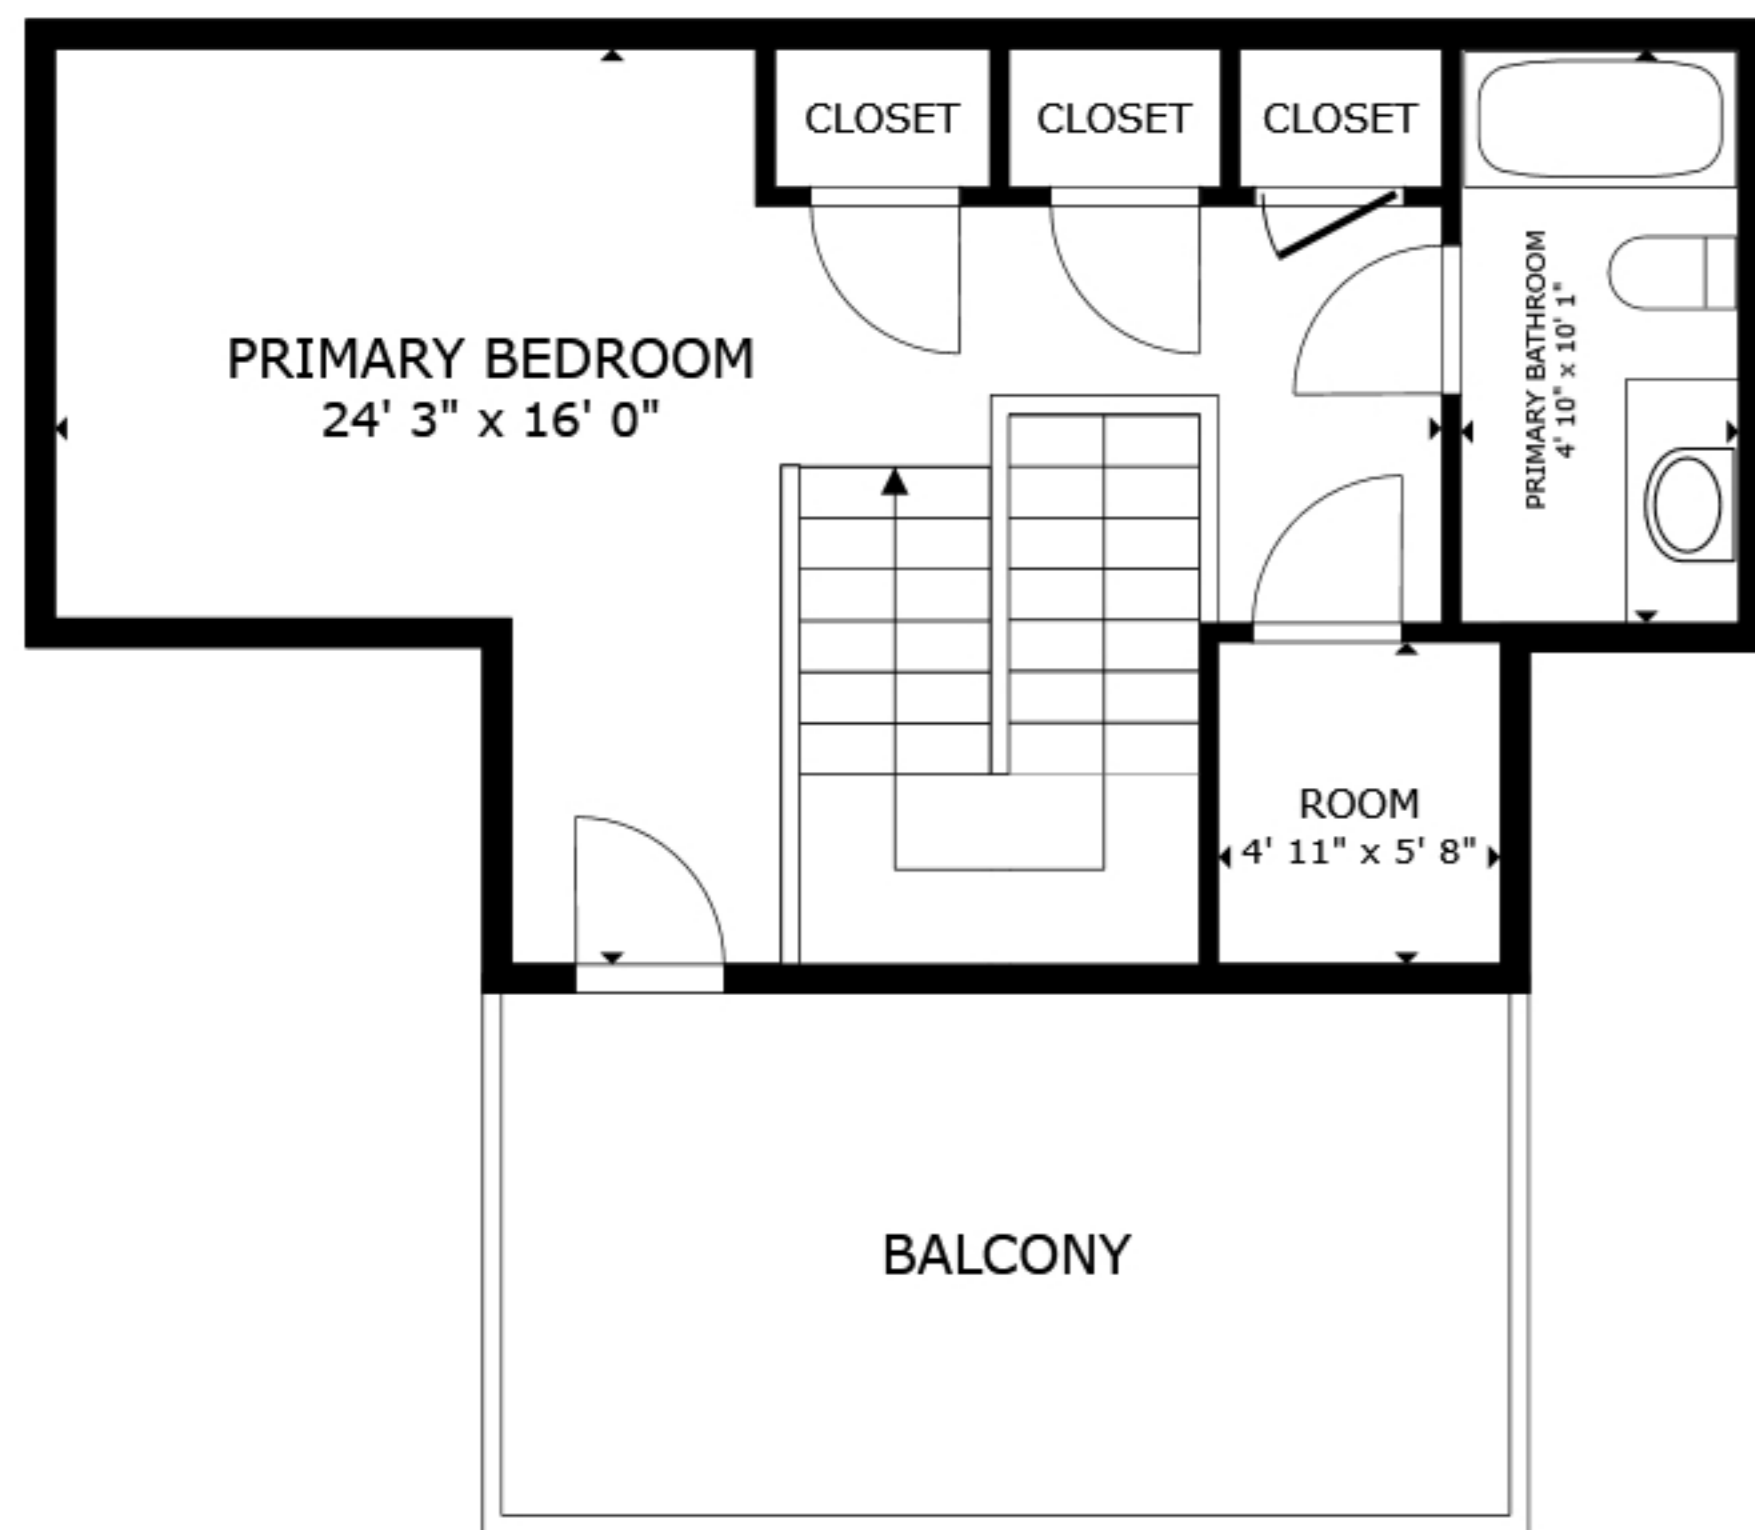 CLOSET
CLOSET
CLOSET
PRIMARY BEDROOM
24' 3" x 16' 0"
PRIMARY BATHROOM
4' 10" x 10' 1"
ROOM
4' 11" x 5' 8"
BALCONY